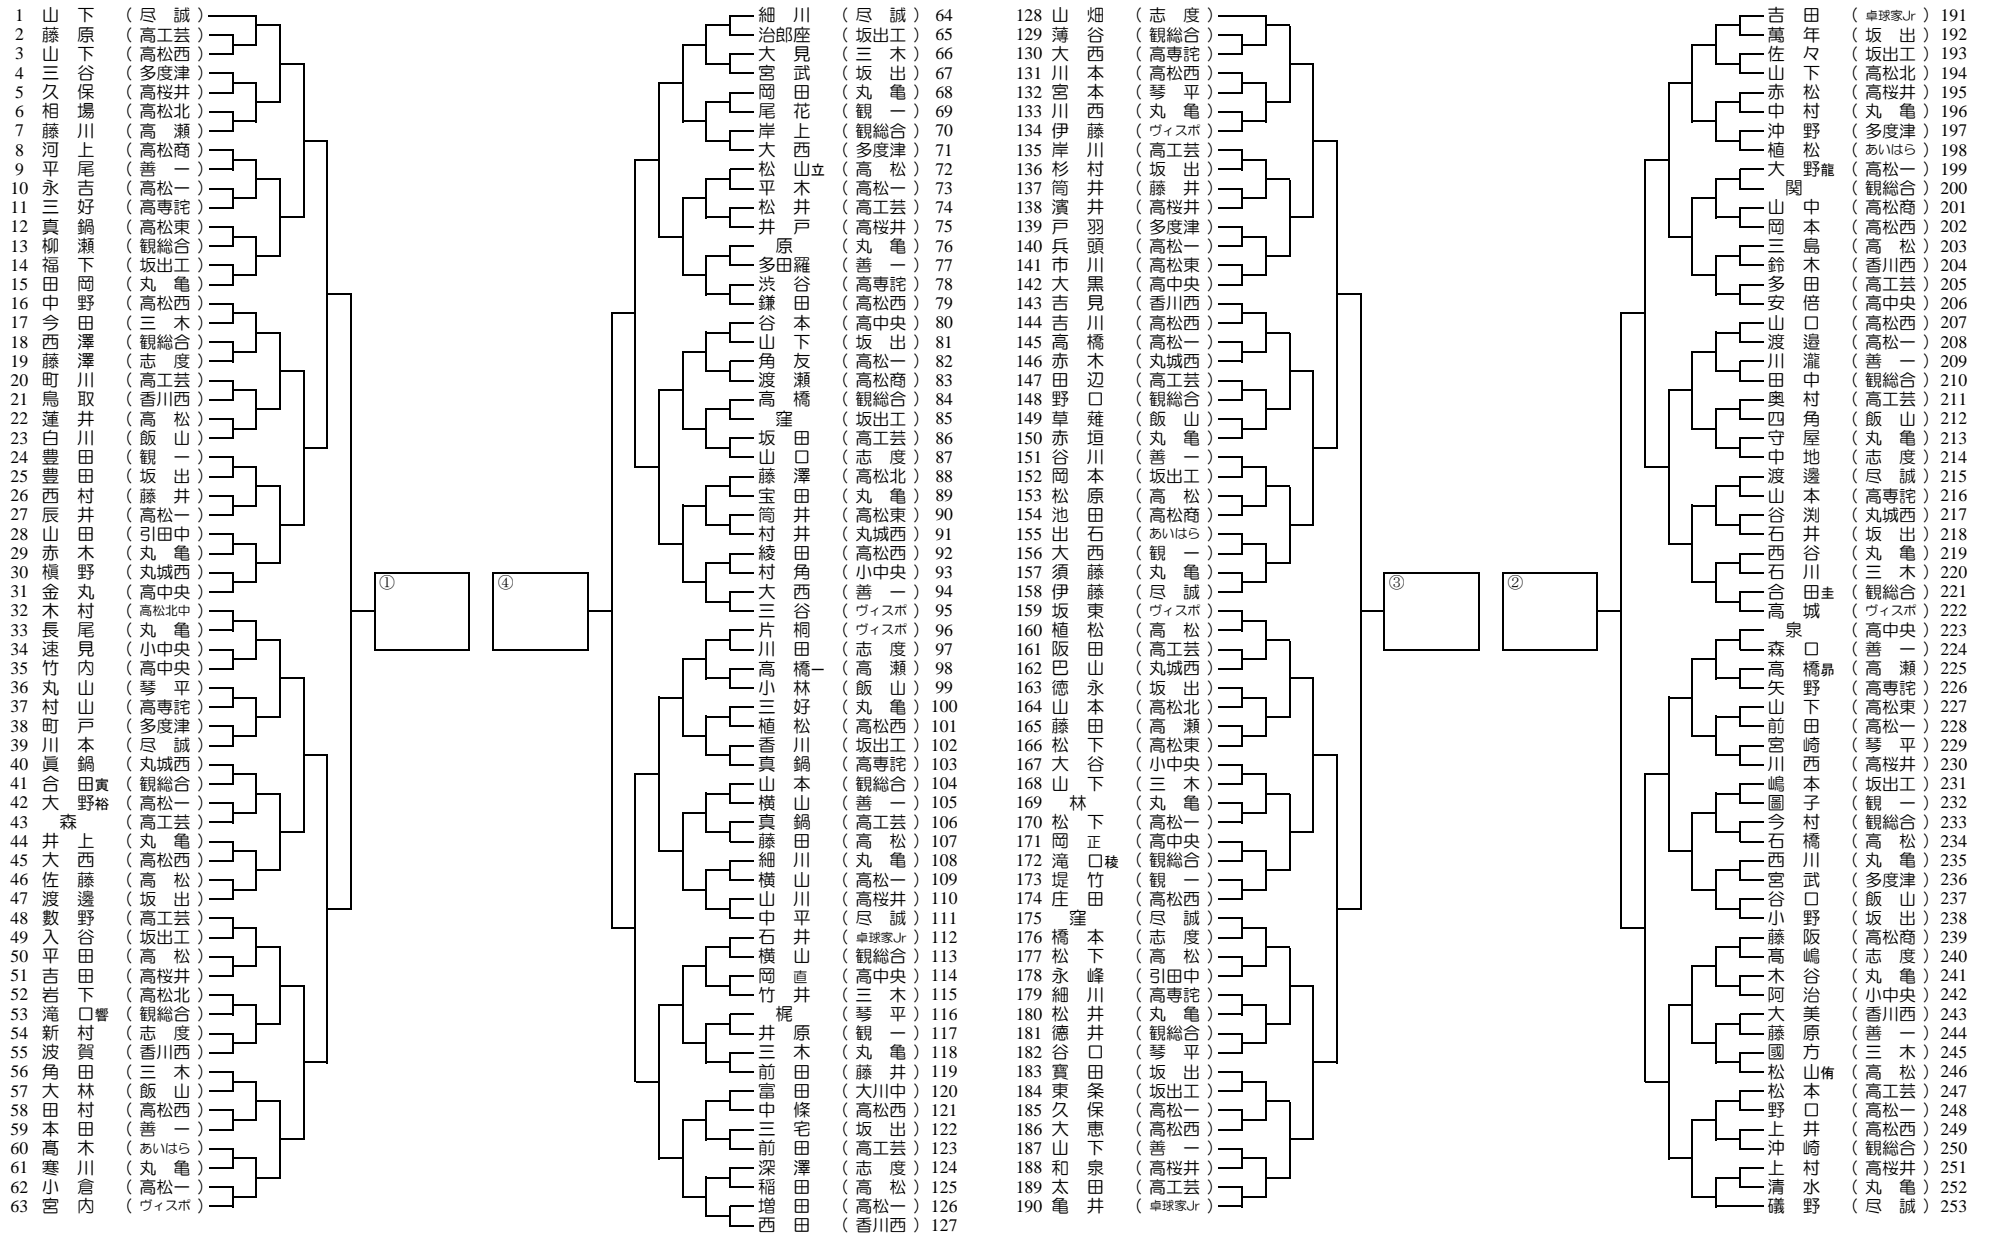 1 山 下 ( 尽 誠 )
2 藤 原 ( 高工芸 )
3 山 下 ( 高松西 )
4 三 谷 ( 多度津 )
5 久 保 ( 高桜井 )
6 相 場 ( 高松北 )
7 藤 川 ( 高 瀬 )
8 河 上 ( 高松商 )
9 平 尾 ( 善 一 )
10 永 吉 ( 高松一 )
11 三 好 ( 高専詫 )
12 真 鍋 ( 高松東 )
13 柳 瀬 ( 観総合 )
14 福 下 ( 坂出工 )
15 田 岡 ( 丸 亀 )
16 中 野 ( 高松西 )
17 今 田 ( 三 木 )
18 西 澤 ( 観総合 )
19 藤 澤 ( 志 度 )
20 町 川 ( 高工芸 )
21 鳥 取 ( 香川西 )
22 蓮 井 ( 高 松 )
23 白 川 ( 飯 山 )
24 豊 田 ( 観 一 )
25 豊 田 ( 坂 出 )
26 西 村 ( 藤 井 )
27 辰 井 ( 高松一 )
28 山 田 ( 引田中 )
29 赤 木 ( 丸 亀 )
30 槇 野 ( 丸城西 )
31 金 丸 ( 高中央 )
32 木 村 ( 高松北中 )
33 長 尾 ( 丸 亀 )
34 速 見 ( 小中央 )
35 竹 内 ( 高中央 )
36 丸 山 ( 琴 平 )
37 村 山 ( 高専詫 )
38 町 戸 ( 多度津 )
39 川 本 ( 尽 誠 )
40 眞 鍋 ( 丸城西 )
41 合 田寅 ( 観総合 )
42 大 野裕 ( 高松一 )
43 森 ( 高工芸 )
44 井 上 ( 丸 亀 )
45 大 西 ( 高松西 )
46 佐 藤 ( 高 松 )
47 渡 邊 ( 坂 出 )
48 數 野 ( 高工芸 )
49 入 谷 ( 坂出工 )
50 平 田 ( 高 松 )
51 吉 田 ( 高桜井 )
52 岩 下 ( 高松北 )
53 滝 口響 ( 観総合 )
54 新 村 ( 志 度 )
55 波 賀 ( 香川西 )
56 角 田 ( 三 木 )
57 大 林 ( 飯 山 )
58 田 村 ( 高松西 )
59 本 田 ( 善 一 )
60 髙 木 ( あいはら )
61 寒 川 ( 丸 亀 )
62 小 倉 ( 高松一 )
63 宮 内 ( ヴィスポ )
①
④
細 川 ( 尽 誠 ) 64
治郎座 ( 坂出工 ) 65
大 見 ( 三 木 ) 66
宮 武 ( 坂 出 ) 67
岡 田 ( 丸 亀 ) 68
尾 花 ( 観 一 ) 69
岸 上 ( 観総合 ) 70
大 西 ( 多度津 ) 71
松 山立 ( 高 松 ) 72
平 木 ( 高松一 ) 73
松 井 ( 高工芸 ) 74
井 戸 ( 高桜井 ) 75
原 ( 丸 亀 ) 76
多田羅 ( 善 一 ) 77
渋 谷 ( 高専詫 ) 78
鎌 田 ( 高松西 ) 79
谷 本 ( 高中央 ) 80
山 下 ( 坂 出 ) 81
角 友 ( 高松一 ) 82
渡 瀬 ( 高松商 ) 83
高 橋 ( 観総合 ) 84
窪 ( 坂出工 ) 85
坂 田 ( 高工芸 ) 86
山 口 ( 志 度 ) 87
藤 澤 ( 高松北 ) 88
宝 田 ( 丸 亀 ) 89
筒 井 ( 高松東 ) 90
村 井 ( 丸城西 ) 91
綾 田 ( 高松西 ) 92
村 角 ( 小中央 ) 93
大 西 ( 善 一 ) 94
三 谷 ( ヴィスポ ) 95
片 桐 ( ヴィスポ ) 96
川 田 ( 志 度 ) 97
高 橋一 ( 高 瀬 ) 98
小 林 ( 飯 山 ) 99
三 好 ( 丸 亀 ) 100
植 松 ( 高松西 ) 101
香 川 ( 坂出工 ) 102
真 鍋 ( 高専詫 ) 103
山 本 ( 観総合 ) 104
横 山 ( 善 一 ) 105
真 鍋 ( 高工芸 ) 106
藤 田 ( 高 松 ) 107
細 川 ( 丸 亀 ) 108
横 山 ( 高松一 ) 109
山 川 ( 高桜井 ) 110
中 平 ( 尽 誠 ) 111
石 井 ( 卓球家Jr ) 112
横 山 ( 観総合 ) 113
岡 直 ( 高中央 ) 114
竹 井 ( 三 木 ) 115
梶 ( 琴 平 ) 116
井 原 ( 観 一 ) 117
三 木 ( 丸 亀 ) 118
前 田 ( 藤 井 ) 119
富 田 ( 大川中 ) 120
中 條 ( 高松西 ) 121
三 宅 ( 坂 出 ) 122
前 田 ( 高工芸 ) 123
深 澤 ( 志 度 ) 124
稲 田 ( 高 松 ) 125
増 田 ( 高松一 ) 126
西 田 ( 香川西 ) 127
128 山 畑 ( 志 度 )
129 薄 谷 ( 観総合 )
130 大 西 ( 高専詫 )
131 川 本 ( 高松西 )
132 宮 本 ( 琴 平 )
133 川 西 ( 丸 亀 )
134 伊 藤 ( ヴィスポ )
135 岸 川 ( 高工芸 )
136 杉 村 ( 坂 出 )
137 筒 井 ( 藤 井 )
138 濱 井 ( 高桜井 )
139 戸 羽 ( 多度津 )
140 兵 頭 ( 高松一 )
141 市 川 ( 高松東 )
142 大 黒 ( 高中央 )
143 吉 見 ( 香川西 )
144 吉 川 ( 高松西 )
145 高 橋 ( 高松一 )
146 赤 木 ( 丸城西 )
147 田 辺 ( 高工芸 )
148 野 口 ( 観総合 )
149 草 薙 ( 飯 山 )
150 赤 垣 ( 丸 亀 )
151 谷 川 ( 善 一 )
152 岡 本 ( 坂出工 )
153 松 原 ( 高 松 )
154 池 田 ( 高松商 )
155 出 石 ( あいはら )
156 大 西 ( 観 一 )
157 須 藤 ( 丸 亀 )
158 伊 藤 ( 尽 誠 )
159 坂 東 ( ヴィスポ )
160 植 松 ( 高 松 )
161 阪 田 ( 高工芸 )
162 巴 山 ( 丸城西 )
163 徳 永 ( 坂 出 )
164 山 本 ( 高松北 )
165 藤 田 ( 高 瀬 )
166 松 下 ( 高松東 )
167 大 谷 ( 小中央 )
168 山 下 ( 三 木 )
169 林 ( 丸 亀 )
170 松 下 ( 高松一 )
171 岡 正 ( 高中央 )
172 滝 口稜 ( 観総合 )
173 堤 竹 ( 観 一 )
174 庄 田 ( 高松西 )
175 窪 ( 尽 誠 )
176 橋 本 ( 志 度 )
177 松 下 ( 高 松 )
178 永 峰 ( 引田中 )
179 細 川 ( 高専詫 )
180 松 井 ( 丸 亀 )
181 德 井 ( 観総合 )
182 谷 口 ( 琴 平 )
183 寶 田 ( 坂 出 )
184 東 条 ( 坂出工 )
185 久 保 ( 高松一 )
186 大 恵 ( 高松西 )
187 山 下 ( 善 一 )
188 和 泉 ( 高桜井 )
189 太 田 ( 高工芸 )
190 亀 井 ( 卓球家Jr )
③
②
吉 田 ( 卓球家Jr ) 191
萬 年 ( 坂 出 ) 192
佐 々 ( 坂出工 ) 193
山 下 ( 高松北 ) 194
赤 松 ( 高桜井 ) 195
中 村 ( 丸 亀 ) 196
沖 野 ( 多度津 ) 197
植 松 ( あいはら ) 198
大 野龍 ( 高松一 ) 199
関 ( 観総合 ) 200
山 中 ( 高松商 ) 201
岡 本 ( 高松西 ) 202
三 島 ( 高 松 ) 203
鈴 木 ( 香川西 ) 204
多 田 ( 高工芸 ) 205
安 倍 ( 高中央 ) 206
山 口 ( 高松西 ) 207
渡 邉 ( 高松一 ) 208
川 瀧 ( 善 一 ) 209
田 中 ( 観総合 ) 210
奥 村 ( 高工芸 ) 211
四 角 ( 飯 山 ) 212
守 屋 ( 丸 亀 ) 213
中 地 ( 志 度 ) 214
渡 邊 ( 尽 誠 ) 215
山 本 ( 高専詫 ) 216
谷 渕 ( 丸城西 ) 217
石 井 ( 坂 出 ) 218
西 谷 ( 丸 亀 ) 219
石 川 ( 三 木 ) 220
合 田圭 ( 観総合 ) 221
高 城 ( ヴィスポ ) 222
泉 ( 高中央 ) 223
森 口 ( 善 一 ) 224
高 橋昴 ( 高 瀬 ) 225
矢 野 ( 高専詫 ) 226
山 下 ( 高松東 ) 227
前 田 ( 高松一 ) 228
宮 崎 ( 琴 平 ) 229
川 西 ( 高桜井 ) 230
嶋 本 ( 坂出工 ) 231
圖 子 ( 観 一 ) 232
今 村 ( 観総合 ) 233
石 橋 ( 高 松 ) 234
西 川 ( 丸 亀 ) 235
宮 武 ( 多度津 ) 236
谷 口 ( 飯 山 ) 237
小 野 ( 坂 出 ) 238
藤 阪 ( 高松商 ) 239
髙 嶋 ( 志 度 ) 240
木 谷 ( 丸 亀 ) 241
阿 治 ( 小中央 ) 242
大 美 ( 香川西 ) 243
藤 原 ( 善 一 ) 244
國 方 ( 三 木 ) 245
松 山侑 ( 高 松 ) 246
松 本 ( 高工芸 ) 247
野 口 ( 高松一 ) 248
上 井 ( 高松西 ) 249
沖 崎 ( 観総合 ) 250
上 村 ( 高桜井 ) 251
清 水 ( 丸 亀 ) 252
礒 野 ( 尽 誠 ) 253